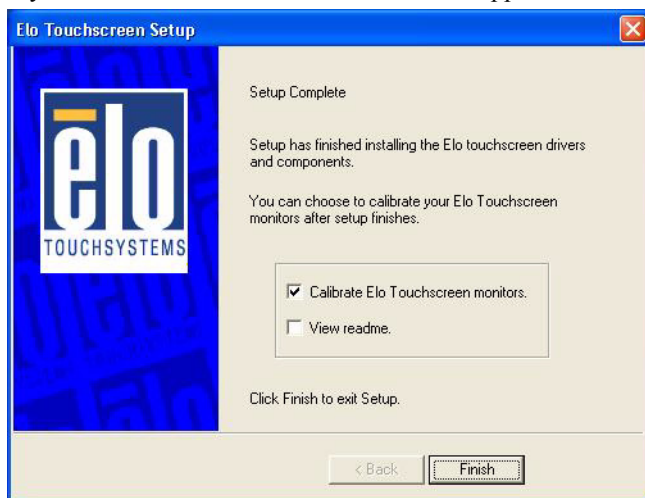 Elo Touchscreen Setup
ēlo
TOUCHSYSTEMS
Setup Complete
Setup has finished installing the Elo touchscreen drivers
and components.
You can choose to calibrate your Elo Touchscreen
monitors after setup finishes.
Calibrate Elo Touchscreen monitors.
View readme.
Click Finish to exit Setup.
< Back
Finish